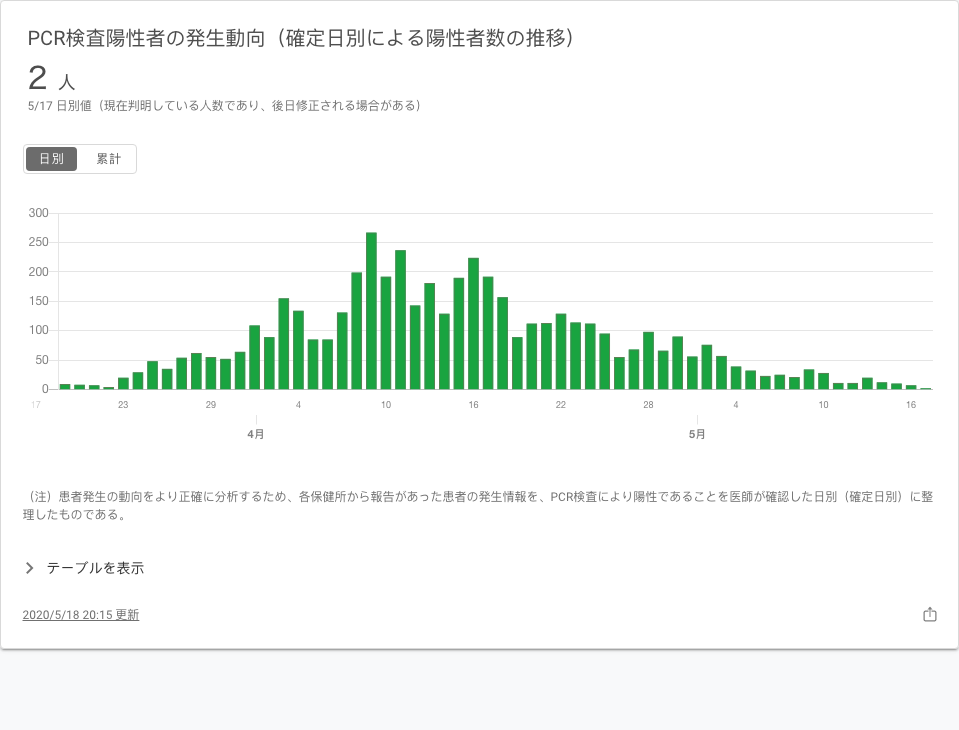 PCR検査陽性者の発生動向（確定日別による陽性者数の推移）
2 人
5/17 日別値（現在判明している人数であり、後日修正される場合がある）
日別 累計
300
250
200
150
100
50
0
17 23 29 4 10 16 22 28 4 10 16
4月 5月
（注）患者発生の動向をより正確に分析するため、各保健所から報告があった患者の発生情報を、PCR検査により陽性であることを医師が確認した日別（確定日別）に整
理したものである。
テーブルを表示
2020/5/18 20:15 更新